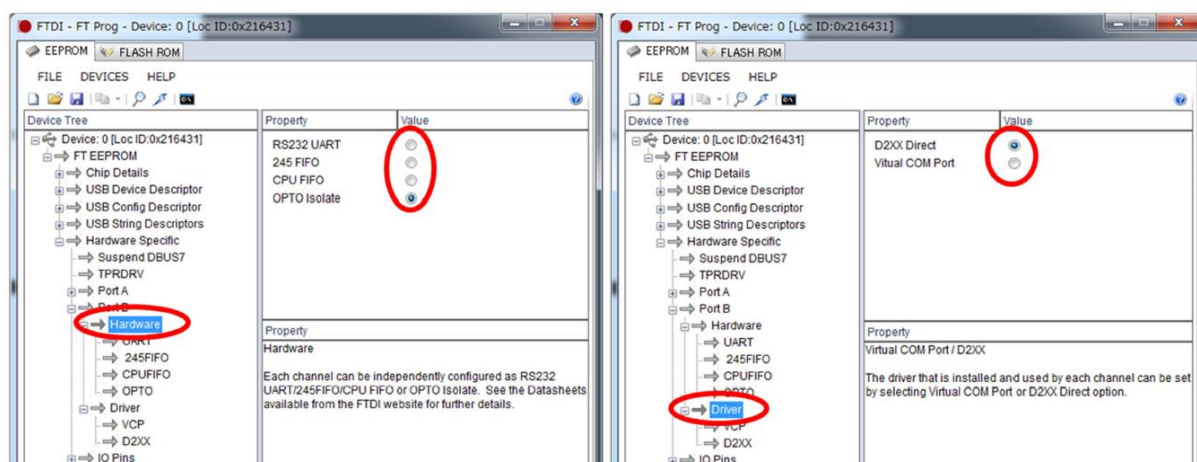 FTDI - FT Prog - Device: 0 [Loc ID:0x216431]
EEPROM FLASH ROM
FILE DEVICES HELP
Device Tree
Property Value
Device: 0 [Loc ID:0x216431]
FT EEPROM
Chip Details
USB Device Descriptor
USB Config Descriptor
USB String Descriptors
Hardware Specific
Suspend DBUS7
TPRDRV
Port A
Port B
Hardware
UART
245FIFO
CPUFIFO
OPTO
Driver
VCP
D2XX
IO Pins
RS232 UART
245 FIFO
CPU FIFO
OPTO Isolate
Property
Hardware
Each channel can be independently configured as RS232
UART/245FIFO/CPU FIFO or OPTO Isolate. See the Datasheets
available from the FTDI website for further details.
FTDI - FT Prog - Device: 0 [Loc ID:0x216431]
EEPROM FLASH ROM
FILE DEVICES HELP
Device Tree
Property Value
Device: 0 [Loc ID:0x216431]
FT EEPROM
Chip Details
USB Device Descriptor
USB Config Descriptor
USB String Descriptors
Hardware Specific
Suspend DBUS7
TPRDRV
Port A
Port B
Hardware
UART
245FIFO
CPUFIFO
OPTO
Driver
VCP
D2XX
IO Pins
D2XX Direct
Vitual COM Port
Property
Virtual COM Port / D2XX
The driver that is installed and used by each channel can be set
by selecting Virtual COM Port or D2XX Direct option.